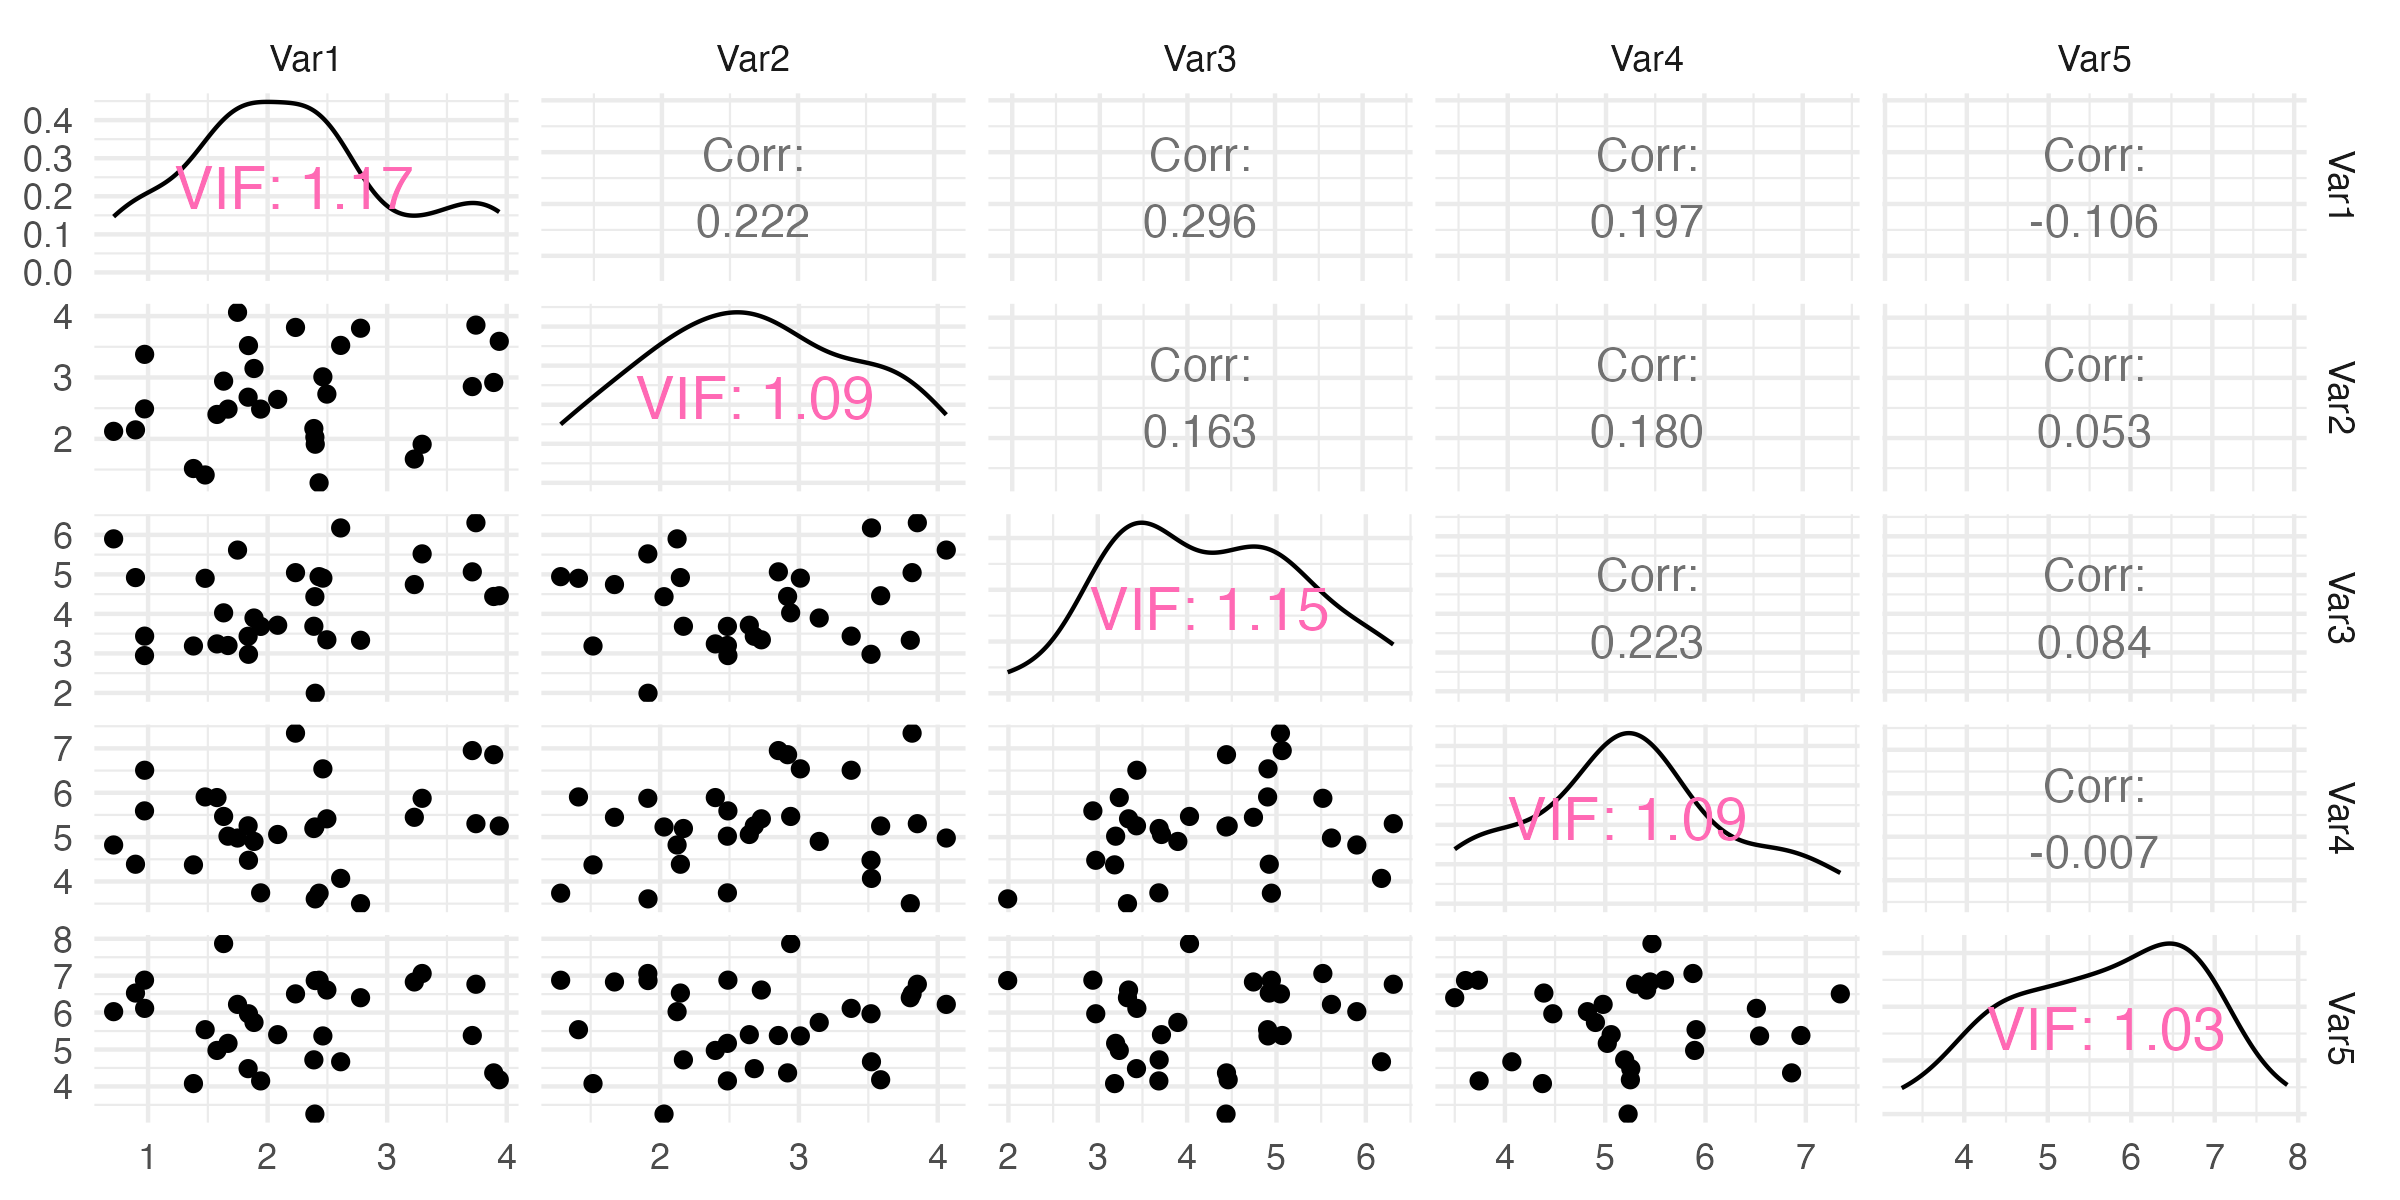 Var1 Var2 Var3 Var4 Var5
0.4
0.3
0.2
0.1
0.0
VIF: 1.17
Corr:
0.222
Corr:
0.296
Corr:
0.197
Corr:
-0.106
Var1
4
3
2
VIF: 1.09
Corr:
0.163
Corr:
0.180
Corr:
0.053
Var2
6
5
4
3
2
VIF: 1.15
Corr:
0.223
Corr:
0.084
Var3
7
6
5
4
VIF: 1.09
Corr:
-0.007
Var4
8
7
6
5
4
VIF: 1.03
Var5
1 2 3 4 2 3 4 2 3 4 5 6 4 5 6 7 4 5 6 7 8